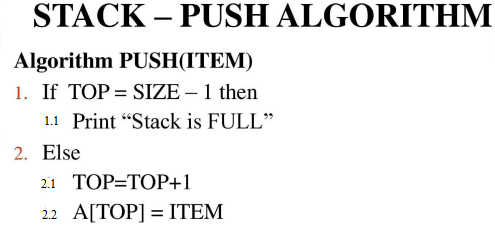 STACK – PUSH ALGORITHM
Algorithm PUSH(ITEM)
1. If TOP = SIZE – 1 then
1.1 Print “Stack is FULL”
2. Else
2.1 TOP=TOP+1
2.2 A[TOP] = ITEM